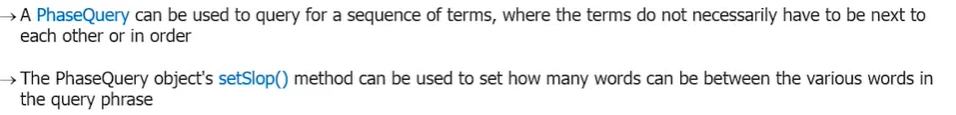 → A PhaseQuery can be used to query for a sequence of terms, where the terms do not necessarily have to be next to
each other or in order
→ The PhaseQuery object's setSlop() method can be used to set how many words can be between the various words in
the query phrase